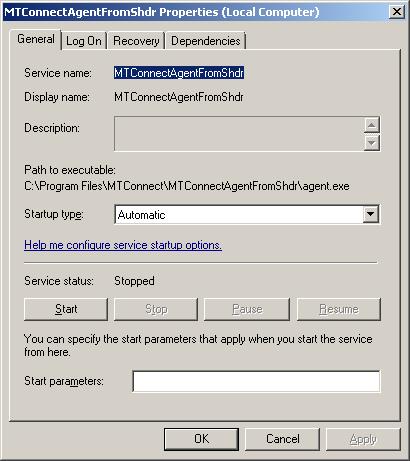 MTConnectAgentFromShdr Properties (Local Computer)
General Log On Recovery Dependencies
Service name: MTConnectAgentFromShdr
Display name: MTConnectAgentFromShdr
Description:
Path to executable:
C:\Program Files\MTConnect\MTConnectAgentFromShdr\agent.exe
Startup type: Automatic
Help me configure service startup options.
Service status: Stopped
Start Stop Pause Resume
You can specify the start parameters that apply when you start the service
from here.
Start parameters:
OK Cancel Apply